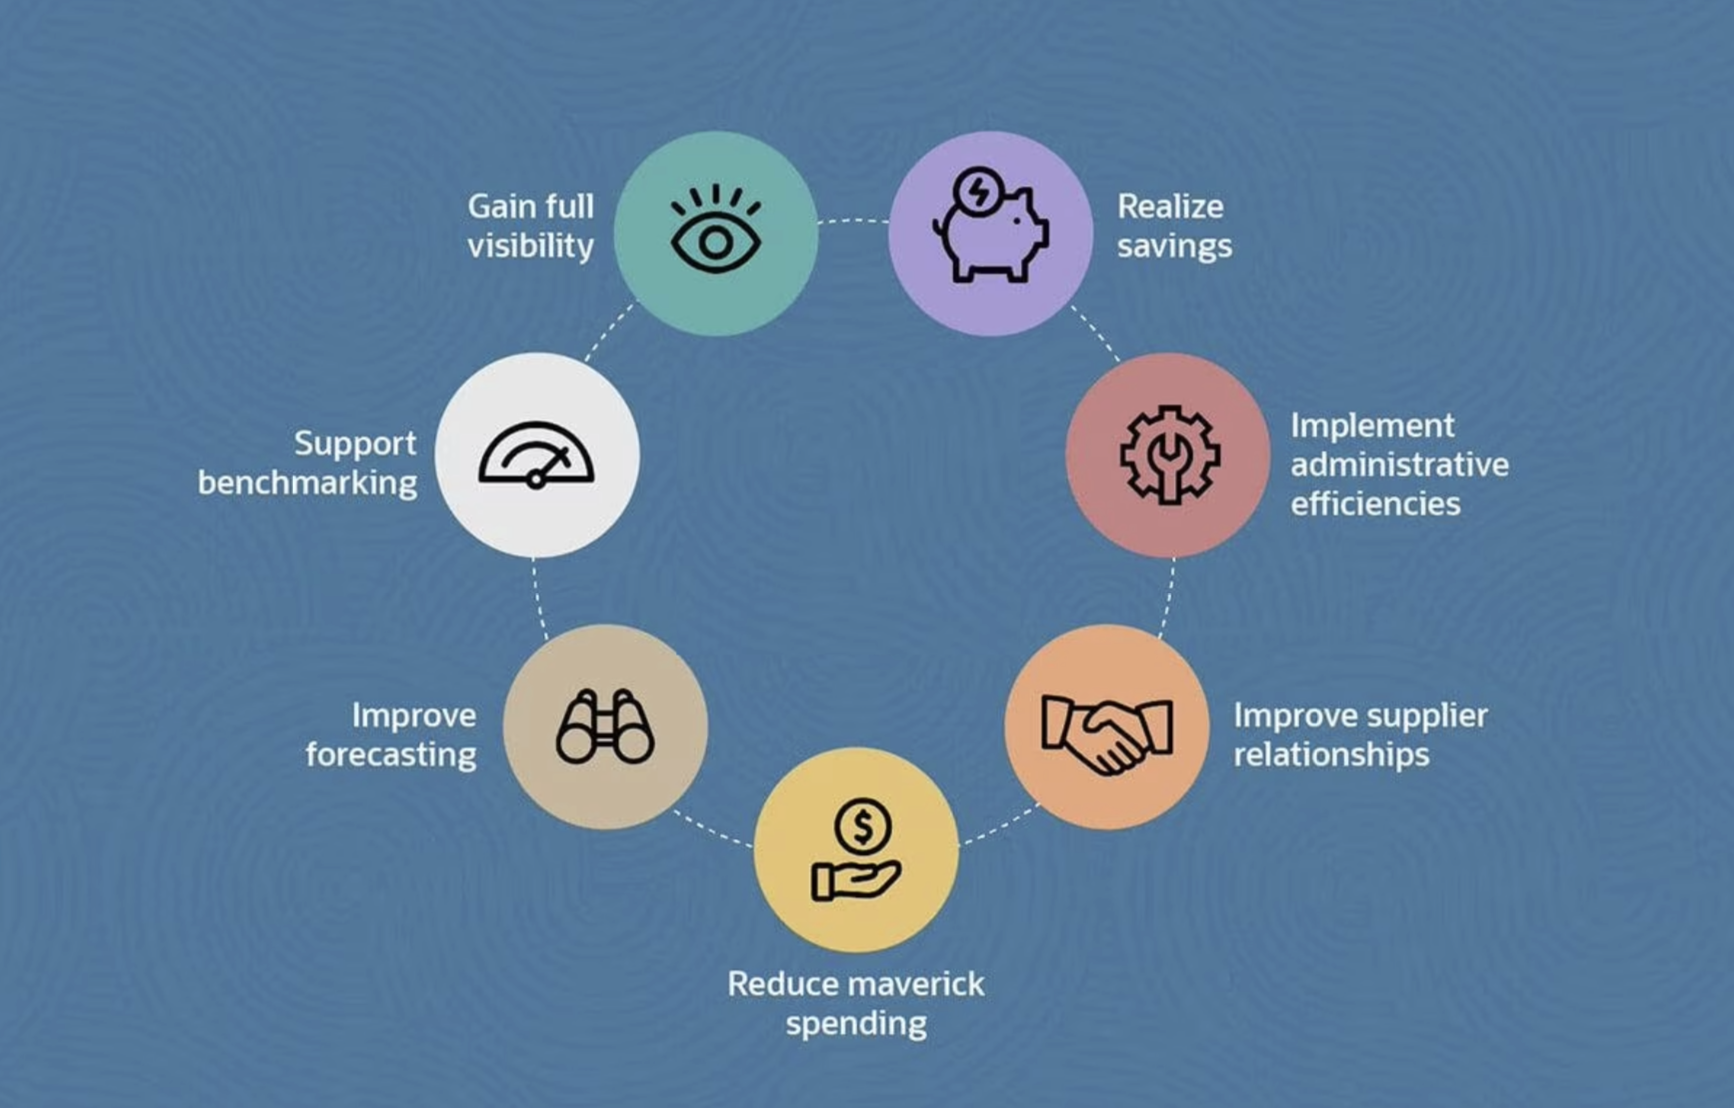 Gain full
visibility
Realize
savings
Implement
administrative
efficiencies
Improve supplier
relationships
Reduce maverick
spending
Improve
forecasting
Support
benchmarking
$